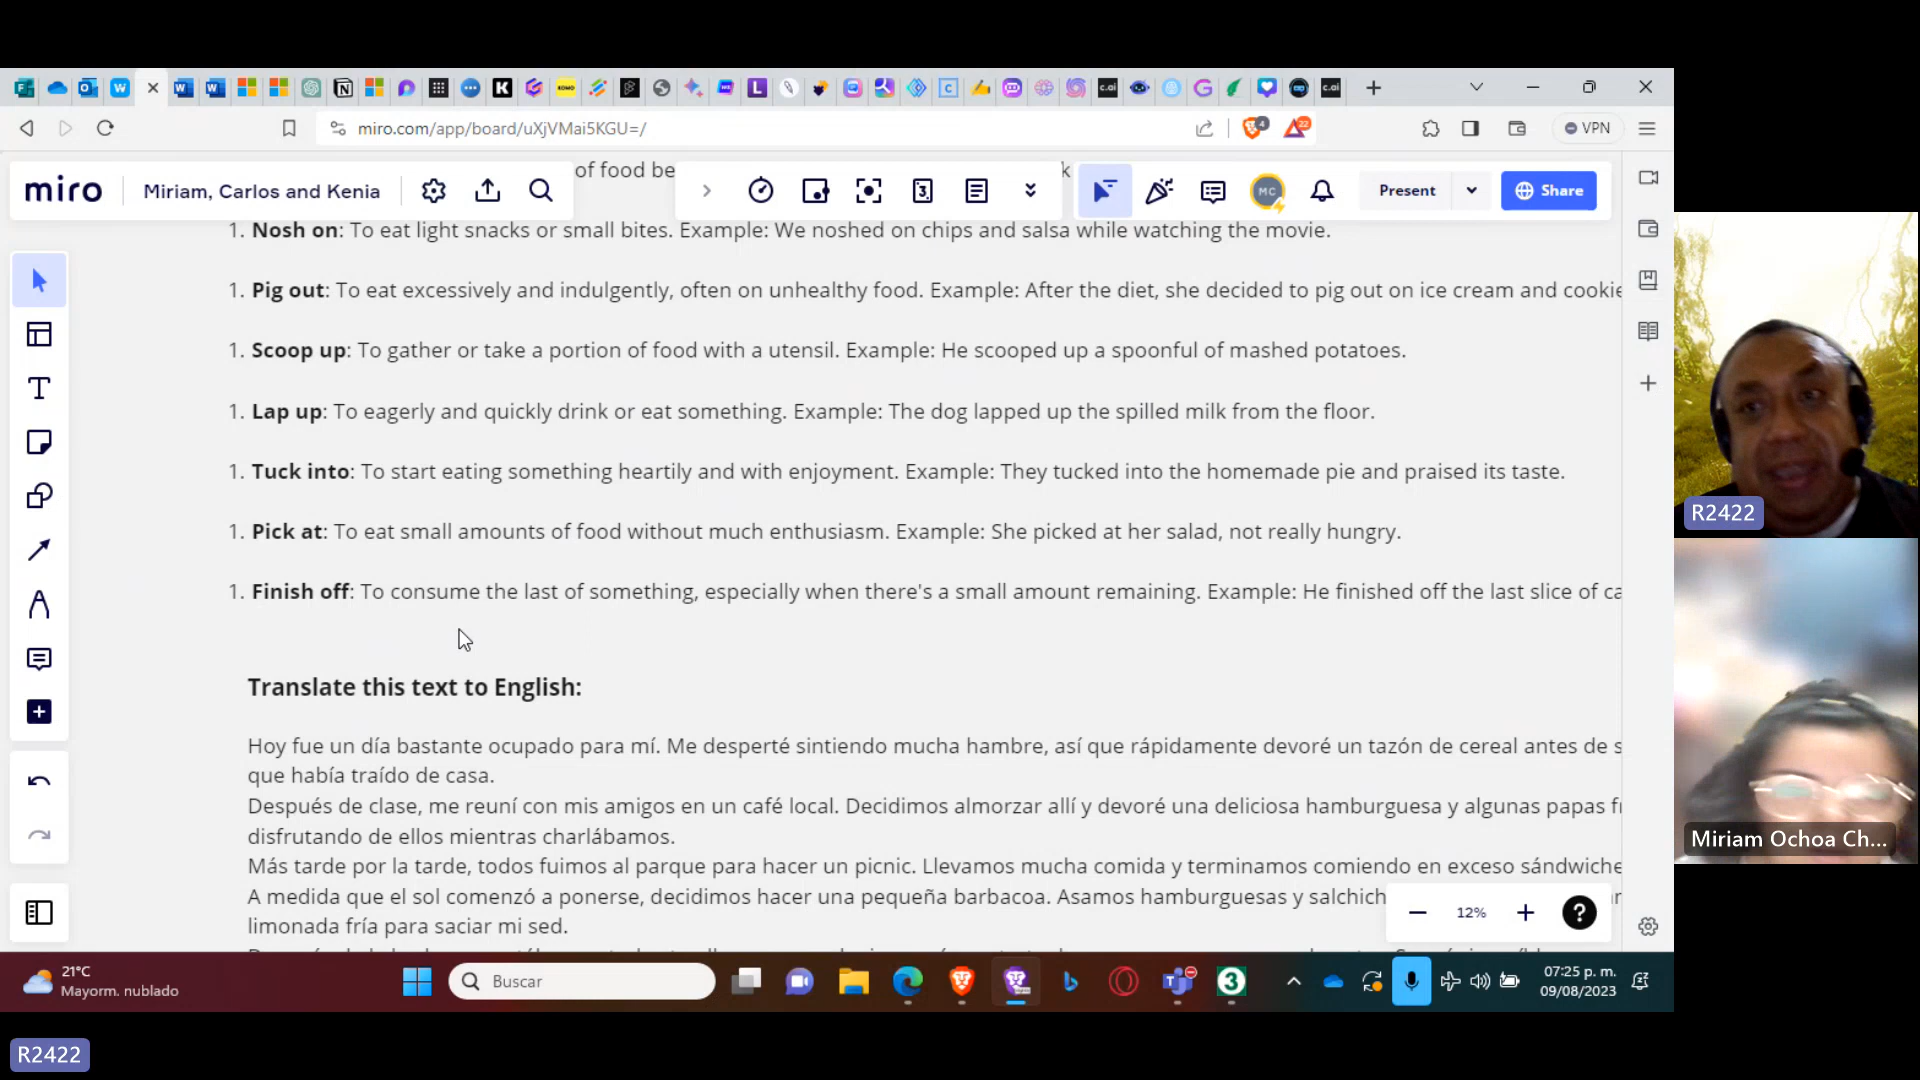 miro.com/app/board/uXjVMai5KGU=/
4
22
VPN
miro
Miriam, Carlos and Kenia
of food be
MC
Present
Share
1. Nosh on: To eat light snacks or small bites. Example: We noshed on chips and salsa while watching the movie.
1. Pig out: To eat excessively and indulgently, often on unhealthy food. Example: After the diet, she decided to pig out on ice cream and cookie
1. Scoop up: To gather or take a portion of food with a utensil. Example: He scooped up a spoonful of mashed potatoes.
1. Lap up: To eagerly and quickly drink or eat something. Example: The dog lapped up the spilled milk from the floor.
1. Tuck into: To start eating something heartily and with enjoyment. Example: They tucked into the homemade pie and praised its taste.
1. Pick at: To eat small amounts of food without much enthusiasm. Example: She picked at her salad, not really hungry.
1. Finish off: To consume the last of something, especially when there's a small amount remaining. Example: He finished off the last slice of ca
Translate this text to English:
Hoy fue un día bastante ocupado para mí. Me desperté sintiendo mucha hambre, así que rápidamente devoré un tazón de cereal antes de s
que había traído de casa.
Después de clase, me reuní con mis amigos en un café local. Decidimos almorzar allí y devoré una deliciosa hamburguesa y algunas papas f
disfrutando de ellos mientras charlábamos.
Más tarde por la tarde, todos fuimos al parque para hacer un picnic. Llevamos mucha comida y terminamos comiendo en exceso sándwiche
A medida que el sol comenzó a ponerse, decidimos hacer una pequeña barbacoa. Asamos hamburguesas y salchich
limonada fría para saciar mi sed.
12%
R2422
Miriam Ochoa Ch...
21°C
Mayorm. nublado
Buscar
07:25 p. m.
09/08/2023
R2422